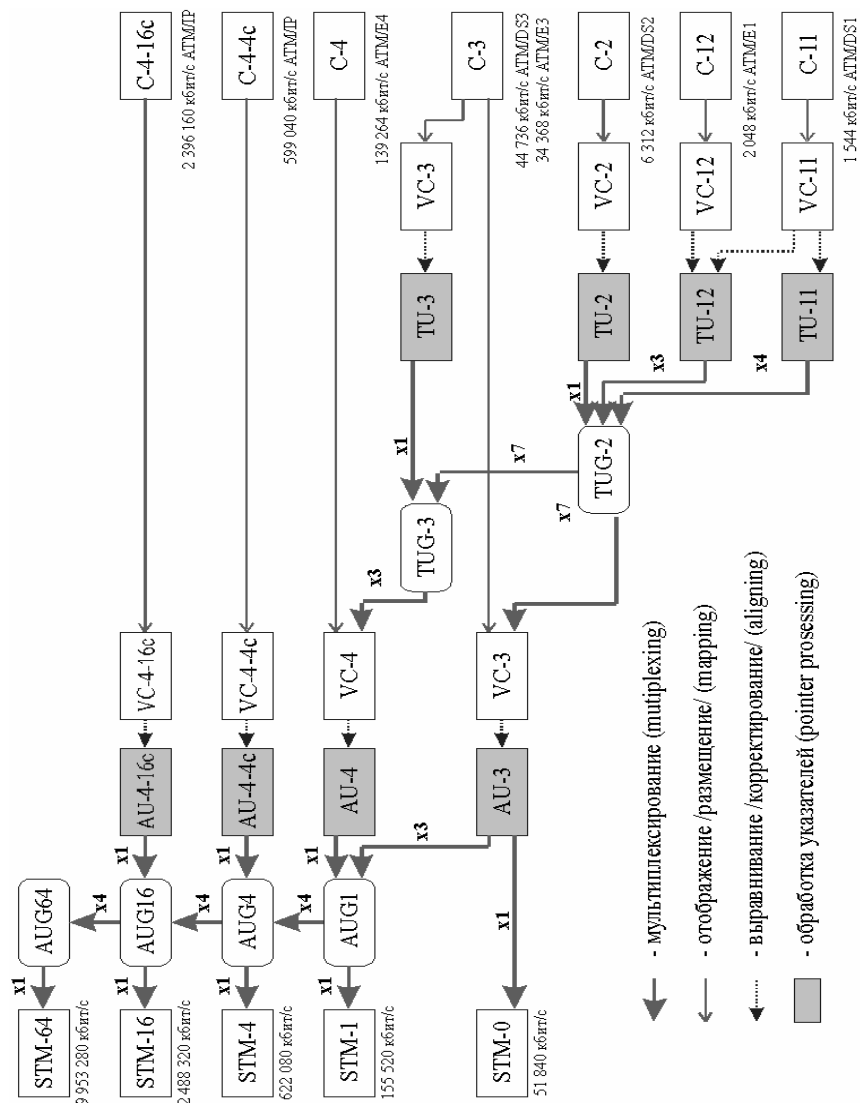 C-4-16c
2 396 160 кбит/с ATM/IP
C-4-4c
599 040 кбит/с ATM/IP
C-4
139 264 кбит/с ATM/E4
C-3
44 736 кбит/с ATM/DS3
34 368 кбит/с ATM/E3
C-2
6 312 кбит/с ATM/DS2
C-12
2 048 кбит/с ATM/E1
C-11
1 544 кбит/с ATM/DS1
VC-3
VC-2
VC-12
VC-11
TU-3
TU-2
TU-12
TU-11
x1
x1
x3
x4
TUG-3
x7
TUG-2
x7
x3
VC-4-16c
VC-4-4c
VC-4
VC-3
AU-4-16c
AU-4-4c
AU-4
AU-3
x1
x1
x1
x3
AUG64
x4
AUG16
x4
AUG4
x4
AUG1
x1
x1
x1
x1
x1
STM-64
9 953 280 кбит/с
STM-16
2 488 320 кбит/с
STM-4
622 080 кбит/с
STM-1
155 520 кбит/с
STM-0
51 840 кбит/с
- мультиплексирование (mutiplexing)
- отображение /размещение/ (mapping)
- выравнивание /корректирование/ (aligning)
- обработка указателей (pointer prosessing)